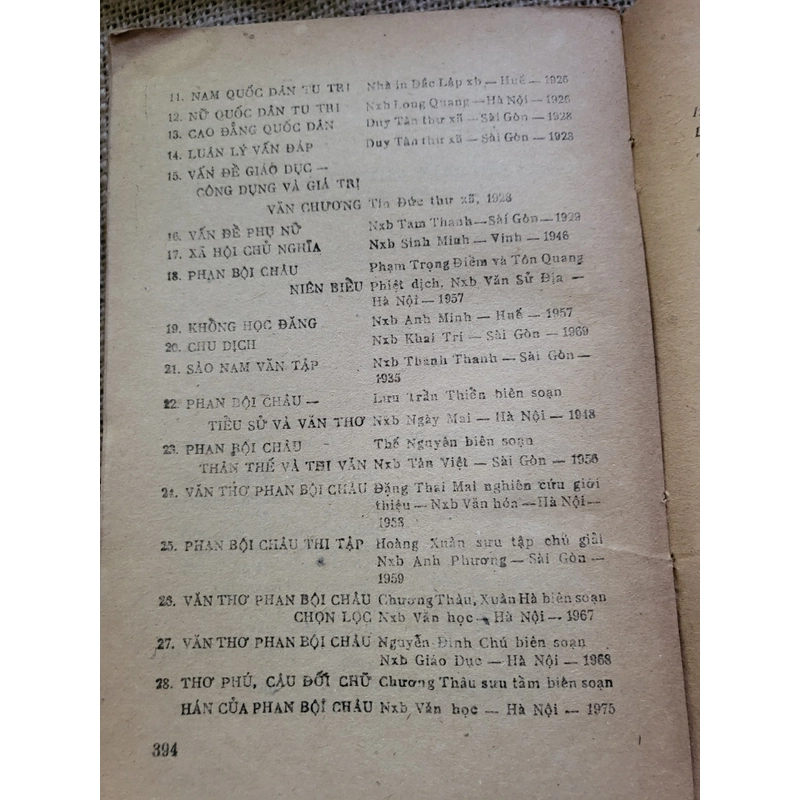 11. NAM QUỐC DÂN TU TRI Nhà in Đắc Lập xb — Huế — 1926
12. NỮ QUỐC DÂN TU TRI Nxb Long Quang — Hà Nội — 1926
13. CAO ĐẲNG QUỐC DÂN Duy Tân thư xã — Sài Gòn — 1928
14. LUÂN LÝ VẤN ĐÁP Duy Tân thư xã — Sài Gòn — 1928
15. VẤN ĐỀ GIÁO DỤC —
CÔNG DỤNG VÀ GIÁ TRỊ
VĂN CHƯƠNG Tín Đức thư xã, 1928
16. VẤN ĐỀ PHỤ NỮ Nxb Tam Thanh — Sài Gòn — 1929
17. XÃ HỘI CHỦ NGHĨA Nxb Sinh Minh — Vinh — 1946
18. PHAN BỘI CHÂU Phạm Trọng Điềm và Tôn Quang
NIÊN BIỂU Phiệt dịch. Nxb Văn Sử Địa —
Hà Nội — 1957
19. KHỔNG HỌC ĐĂNG Nxb Anh Minh — Huế — 1957
20. CHU DỊCH Nxb Khai Trí — Sài Gòn — 1969
21. SÀO NAM VĂN TẬP Nxb Thanh Thanh — Sài Gòn —
1935
22. PHAN BỘI CHÂU — Lưu Trần Thiền biên soạn
TIỂU SỬ VÀ VĂN THƠ Nxb Ngày Mai — Hà Nội — 1948
23. PHAN BỘI CHÂU Thế Nguyên biên soạn
THÂN THẾ VÀ THI VĂN Nxb Tân Việt — Sài Gòn — 1956
24. VĂN THƠ PHAN BỘI CHÂU Đặng Thai Mai nghiên cứu giới
thiệu — Nxb Văn hóa — Hà Nội —
1958
25. PHAN BỘI CHÂU THI TẬP Hoàng Xuân sưu tập chú giải
Nxb Anh Phương — Sài Gòn —
1959
26. VĂN THƠ PHAN BỘI CHÂU Chương Thâu, Xuân Hà biên soạn
CHỌN LỌC Nxb Văn học — Hà Nội — 1967
27. VĂN THƠ PHAN BỘI CHÂU Nguyễn Đình Chú biên soạn
Nxb Giáo Dục — Hà Nội — 1968
28. THƠ PHÚ, CÂU ĐỐI CHỮ Chương Thâu sưu tầm biên soạn
HÁN CỦA PHAN BỘI CHÂU Nxb Văn học — Hà Nội — 1975
394